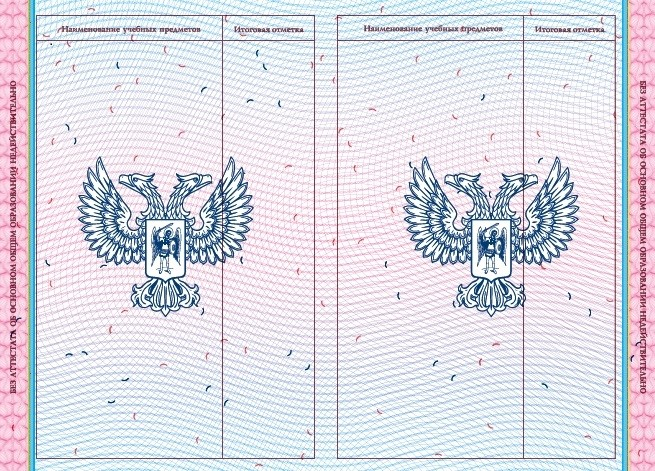 Наименование учебных предметов Итоговая отметка
Наименование учебных предметов Итоговая отметка
БЕЗ АТТЕСТАТА ОБ ОСНОВНОМ ОБЩЕМ ОБРАЗОВАНИИ НЕДЕЙСТВИТЕЛЬНО
БЕЗ АТТЕСТАТА ОБ ОСНОВНОМ ОБЩЕМ ОБРАЗОВАНИИ НЕДЕЙСТВИТЕЛЬНО